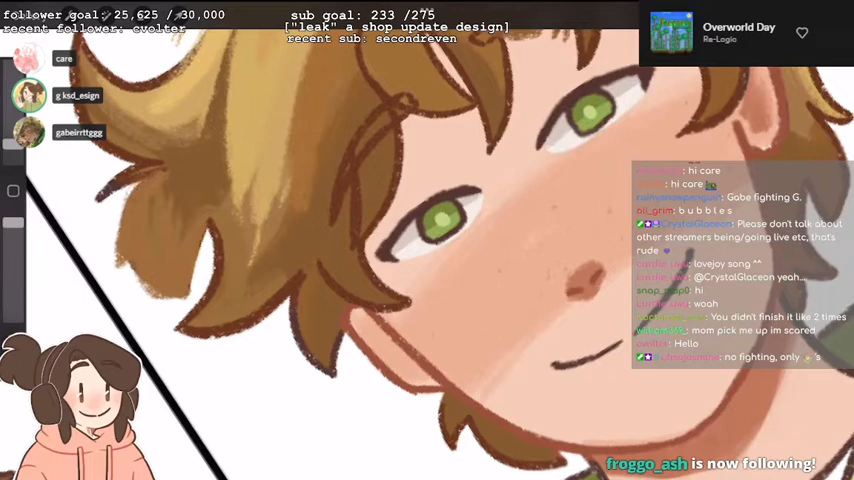 follower goal: 25,625 / 30,000
recent follower: cvolter
sub goal: 233 /275
["leak" a shop update design]
recent sub: secondreven
Overworld Day
Re-Logic
care
g ksd_esign
gabeirrttggg
: hi care
: hi care
: Gabe fighting G,
ali_grim: b u b b l e s
CrystalGlaceon: Please don't talk about
other streamers being/going live etc, that's
rude
: lovejoy song ^^
: @CrystalGlaceon yeah...
: hi
: woah
: You didn't finish it like 2 times
: mom pick me up im scared
cvolter: Hello
: no fighting, only 's
froggo_ash is now following!